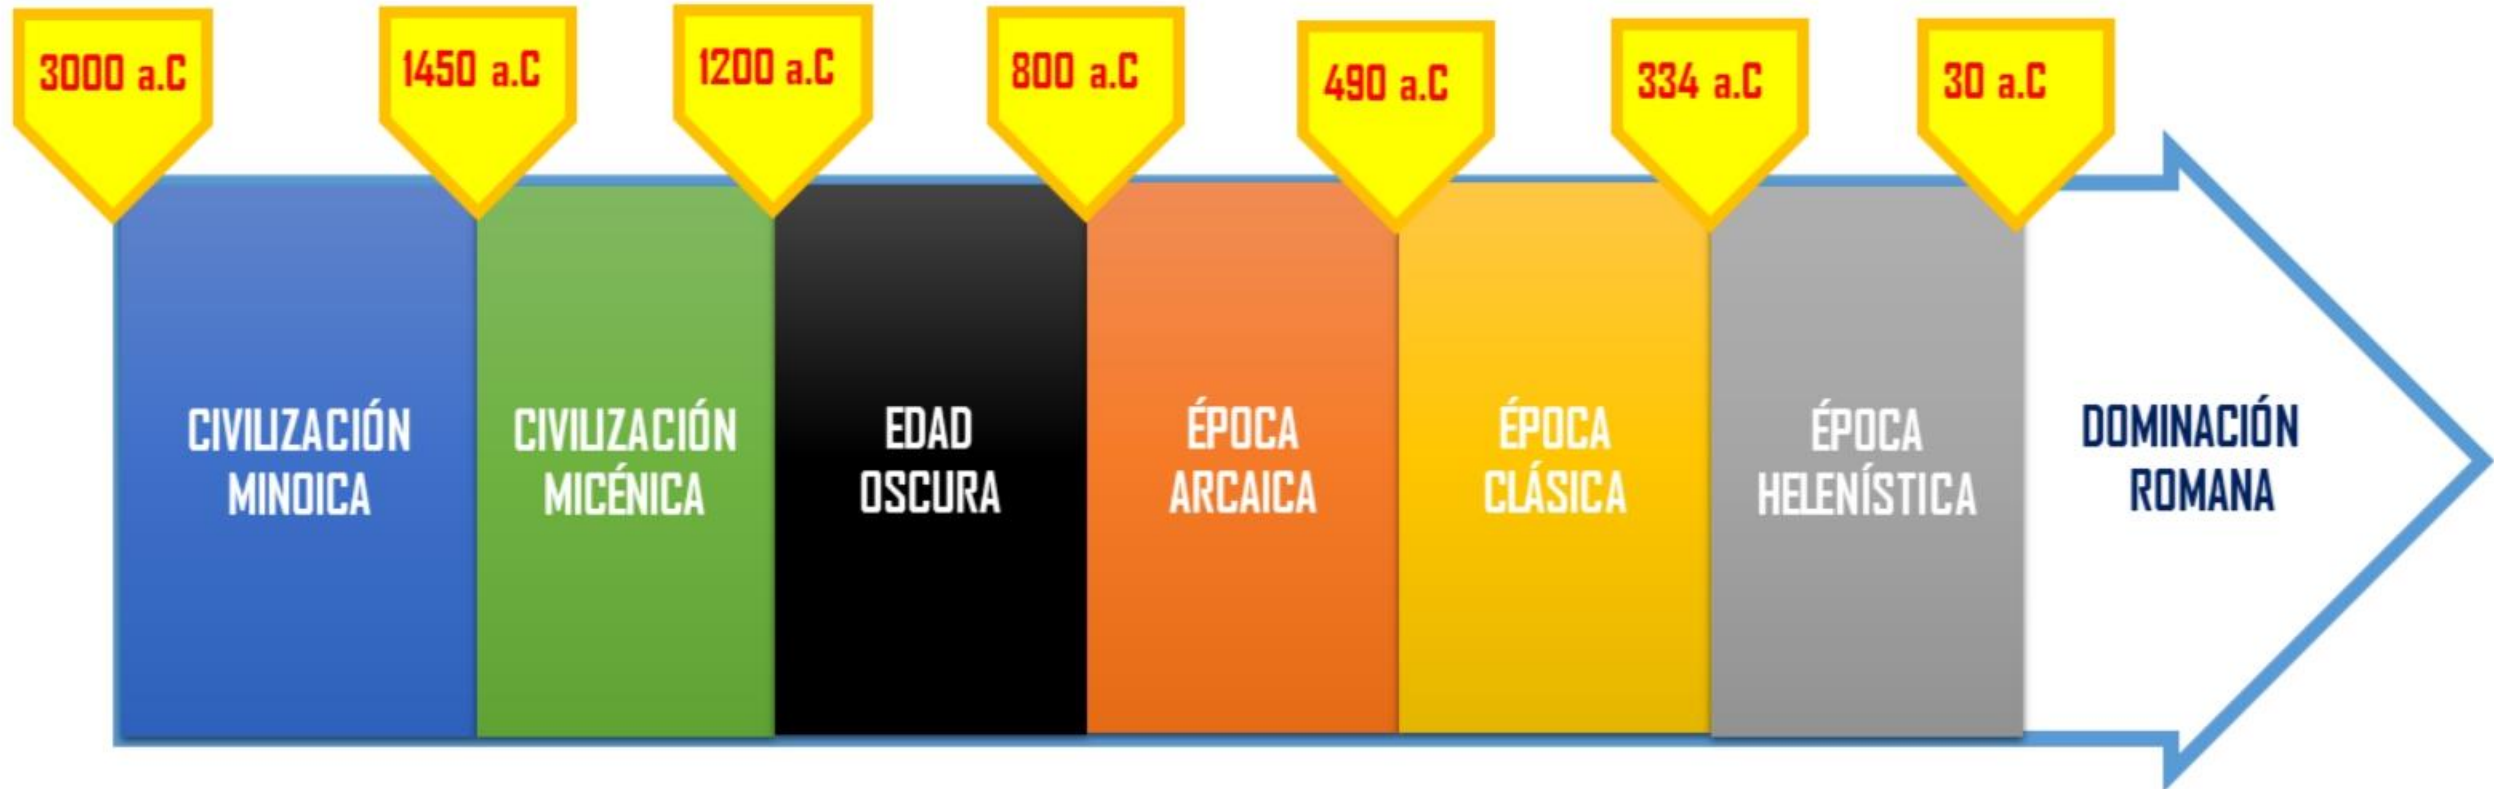 3000 a.C
1450 a.C
1200 a.C
800 a.C
490 a.C
334 a.C
30 a.C
CIVILIZACIÓN
MINOICA
CIVILIZACIÓN
MICÉNICA
EDAD
OSCURA
ÉPOCA
ARCAICA
ÉPOCA
CLÁSICA
ÉPOCA
HELENÍSTICA
DOMINACIÓN
ROMANA